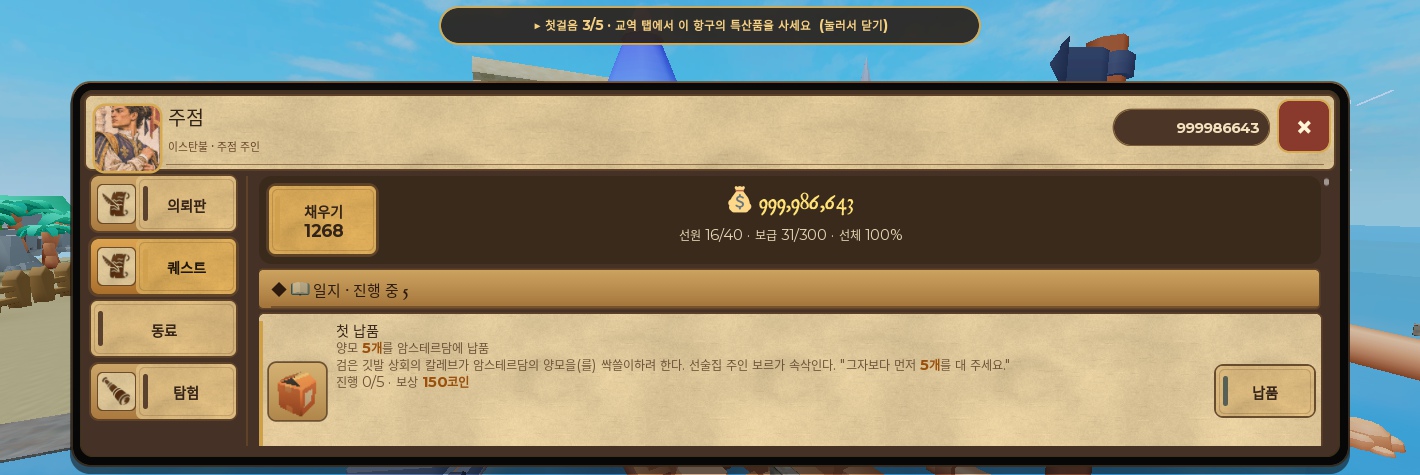 ▸ 첫걸음 3/5 · 교역 탭에서 이 항구의 특산품을 사세요 (눌러서 닫기)
주점
이스탄불 · 주점 주인
999986643
×
의뢰판
퀘스트
동료
탐험
채우기
1268
999,986,643
선원 16/40 · 보급 31/300 · 선체 100%
◆ 📖 일지 · 진행 중 5
첫 납품
양모 5개를 암스테르담에 납품
검은 깃발 상회의 칼레브가 암스테르담의 양모을(를) 싹쓸이하려 한다. 선술집 주인 보르가 속삭인다. "그자보다 먼저 5개를 대 주세요."
진행 0/5 · 보상 150코인
납품